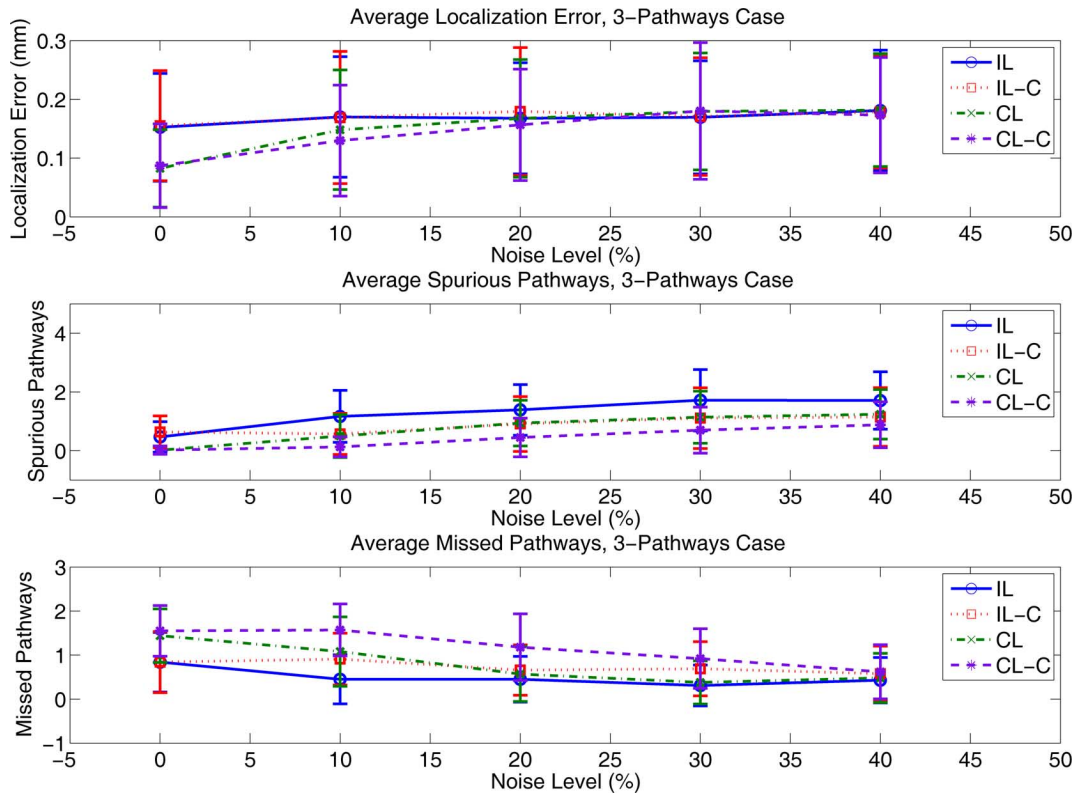 Average Localization Error, 3-Pathways Case
Localization Error (mm)
0.3
0.2
0.1
0
-5 0 5 10 15 20 25 30 35 40 45 50
Noise Level (%)
IL
IL-C
CL
CL-C
Average Spurious Pathways, 3-Pathways Case
Spurious Pathways
4
2
0
-5 0 5 10 15 20 25 30 35 40 45 50
Noise Level (%)
IL
IL-C
CL
CL-C
Average Missed Pathways, 3-Pathways Case
Missed Pathways
3
2
1
0
-1
-5 0 5 10 15 20 25 30 35 40 45 50
Noise Level (%)
IL
IL-C
CL
CL-C